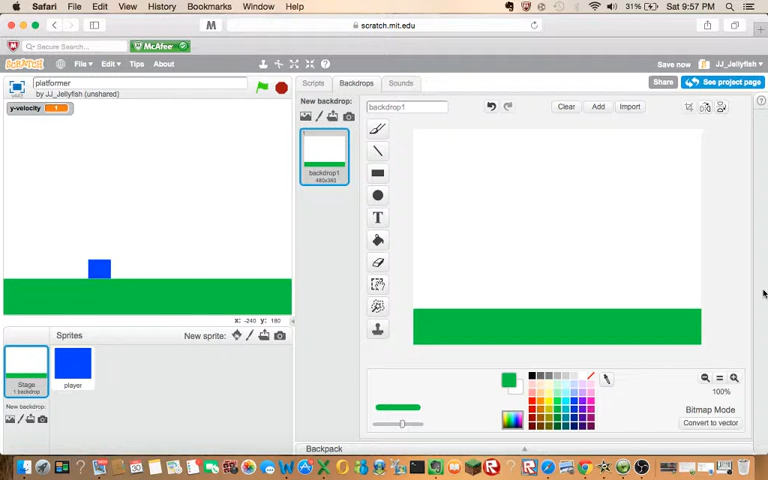 Safari File Edit View History Bookmarks Window Help 31% Sat 9:57 PM
scratch.mit.edu
Secure Search... McAfee
SCRATCH File Edit Tips About Save now JJ_Jellyfish
platformer
by JJ_Jellyfish (unshared)
Scripts Backdrops Sounds Share See project page
y-velocity 1
New backdrop:
backdrop1 Clear Add Import
1
backdrop1
480x360
T
x: -240 y: 180
Sprites New sprite:
Stage
1 backdrop
player
New backdrop:
100%
Bitmap Mode
Convert to vector
Backpack